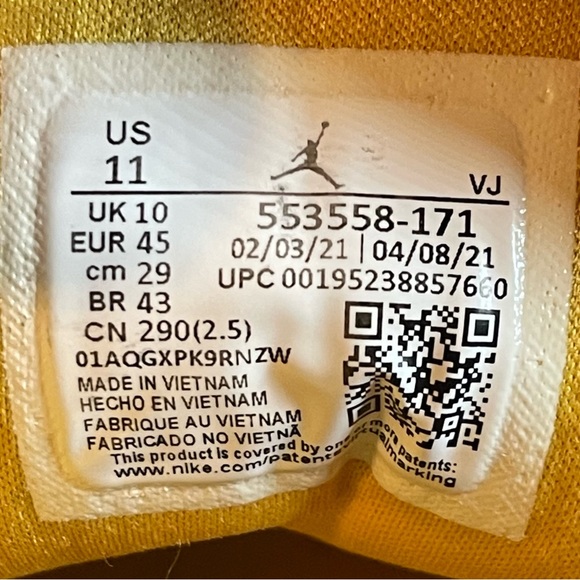 US
11
VJ
UK 10
553558-171
EUR 45
02/03/21 | 04/08/21
cm 29
UPC 00195238857660
BR 43
CN 290(2.5)
01AQGXPK9RNZW
MADE IN VIETNAM
HECHO EN VIETNAM
FABRIQUE AU VIETNAM
FABRICADO NO VIETNÃ
This product is covered by one or more patents:
www.nike.com/patents